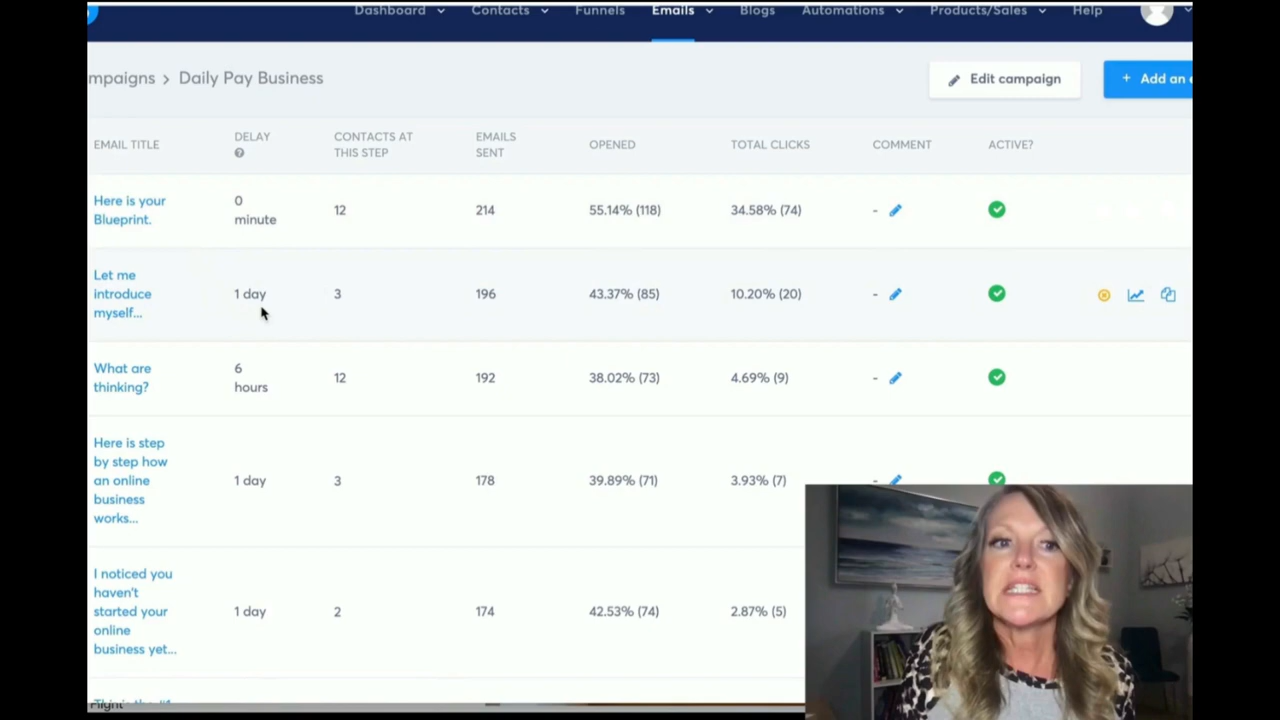 Dashboard Contacts Funnels Emails Blogs Automations Products/Sales Help
mpaigns > Daily Pay Business
Edit campaign
+ Add an e
EMAIL TITLE DELAY CONTACTS AT THIS STEP EMAILS SENT OPENED TOTAL CLICKS COMMENT ACTIVE?
Here is your
Blueprint.
0
minute
12 214 55.14% (118) 34.58% (74) -
Let me
introduce
myself...
1 day 3 196 43.37% (85) 10.20% (20) -
What are
thinking?
6
hours
12 192 38.02% (73) 4.69% (9) -
Here is step
by step how
an online
business
works...
1 day 3 178 39.89% (71) 3.93% (7) -
I noticed you
haven't
started your
online
business yet...
1 day 2 174 42.53% (74) 2.87% (5)
This is the #1
Flight